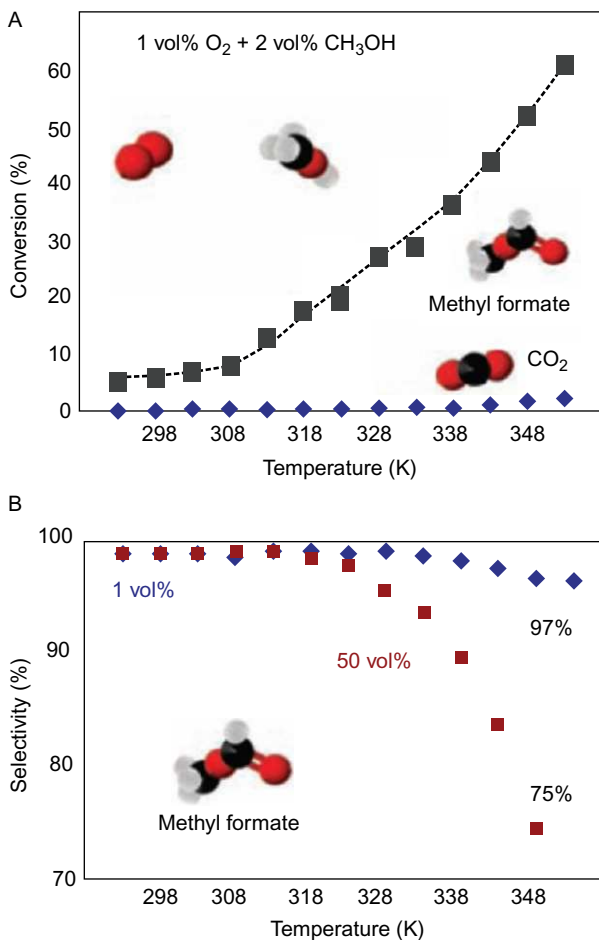 A
1 vol% O₂ + 2 vol% CH₃OH
60
50
40
30
20
10
0
Conversion (%)
Methyl formate
CO₂
298 308 318 328 338 348
Temperature (K)
B
100
90
80
70
Selectivity (%)
1 vol%
50 vol%
97%
75%
Methyl formate
298 308 318 328 338 348
Temperature (K)